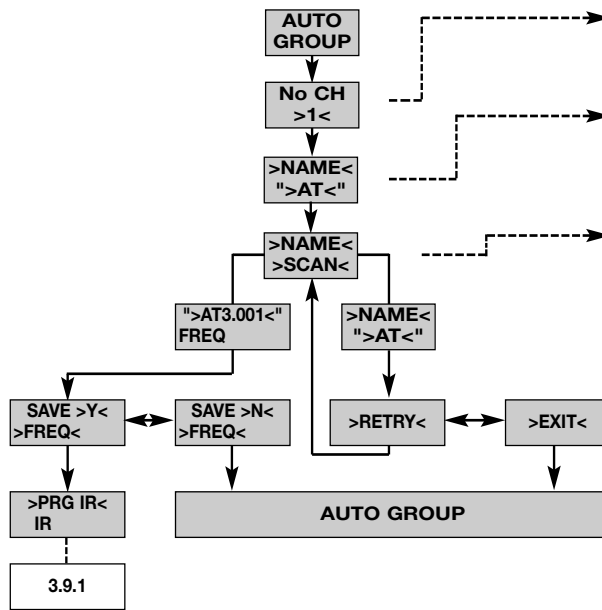 AUTO
GROUP
No CH
>1<
>NAME<
">AT<"
>NAME<
>SCAN<
">AT3.001<"
FREQ
>NAME<
">AT<"
SAVE >Y<
>FREQ<
SAVE >N<
>FREQ<
>RETRY<
>EXIT<
>PRG IR<
IR
AUTO GROUP
3.9.1